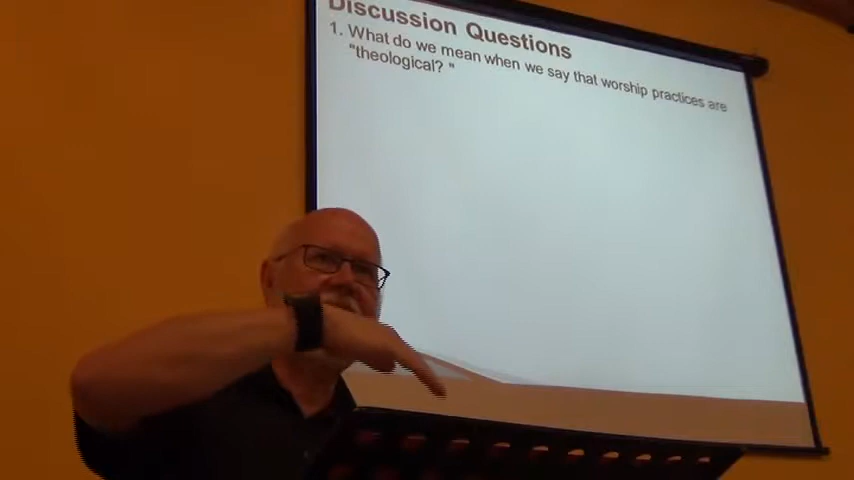 Discussion Questions
1. What do we mean when we say that worship practices are
"theological? "